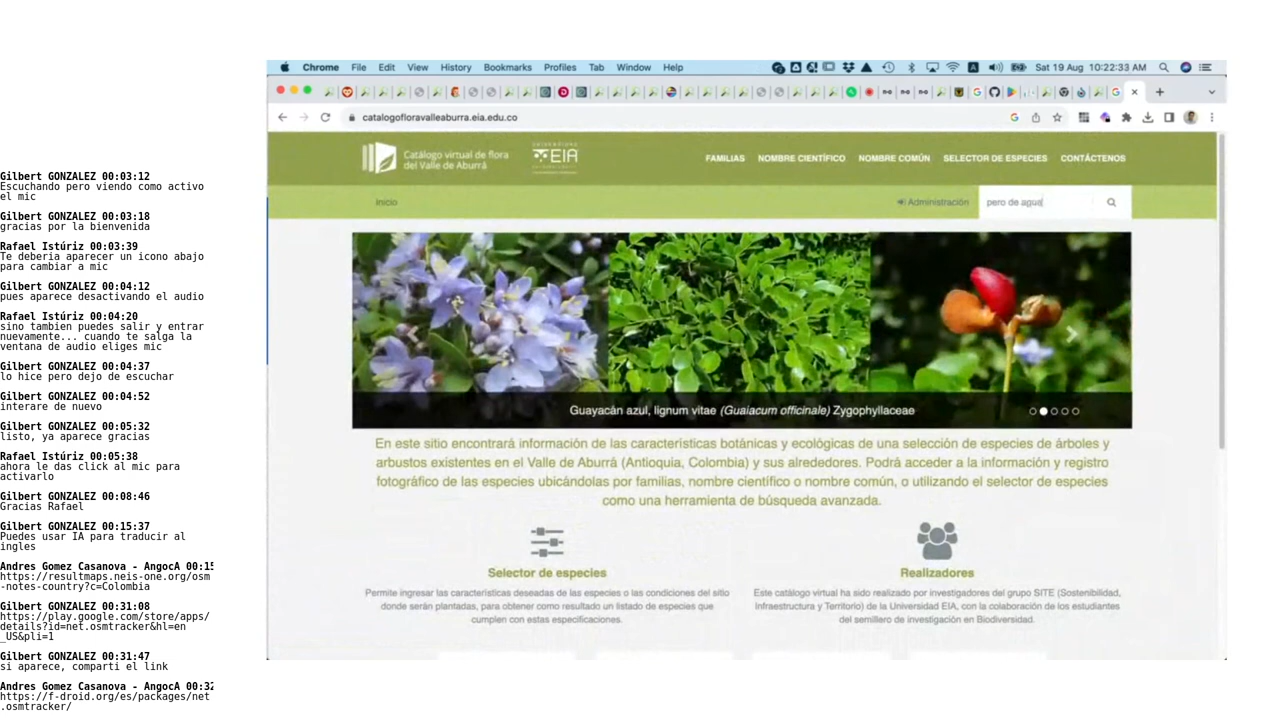 Gilbert GONZALEZ 00:03:12
Escuchando pero viendo como activo
el mic
Gilbert GONZALEZ 00:03:18
gracias por la bienvenida
Rafael Istúriz 00:03:39
Te deberia aparecer un icono abajo
para cambiar a mic
Gilbert GONZALEZ 00:04:12
pues aparece desactivando el audio
Rafael Istúriz 00:04:20
sino tambien puedes salir y entrar
nuevamente... cuando te salga la
ventana de audio eliges mic
Gilbert GONZALEZ 00:04:37
lo hice pero dejo de escuchar
Gilbert GONZALEZ 00:04:52
interare de nuevo
Gilbert GONZALEZ 00:05:32
listo, ya aparece gracias
Rafael Istúriz 00:05:38
ahora le das click al mic para
activarlo
Gilbert GONZALEZ 00:08:46
Gracias Rafael
Gilbert GONZALEZ 00:15:37
Puedes usar IA para traducir al
ingles
Andres Gomez Casanova - AngocA 00:15
https://resultmaps.neis-one.org/osm
-notes-country?c=Colombia
Gilbert GONZALEZ 00:31:08
https://play.google.com/store/apps/
details?id=net.osmtracker&hl=en
_US&pli=1
Gilbert GONZALEZ 00:31:47
si aparece, comparti el link
Andres Gomez Casanova - AngocA 00:32
https://f-droid.org/es/packages/net
.osmtracker/
Chrome File Edit View History Bookmarks Profiles Tab Window Help Sat 19 Aug 10:22:33 AM
catalogofloravalleaburra.eia.edu.co
Catálogo virtual de flora
del Valle de Aburrá
EIA
FAMILIAS NOMBRE CIENTÍFICO NOMBRE COMÚN SELECTOR DE ESPECIES CONTÁCTENOS
Inicio Administración pero de agua
Guayacán azul, lignum vitae (Guaiacum officinale) Zygophyllaceae
En este sitio encontrará información de las características botánicas y ecológicas de una selección de especies de árboles y
arbustos existentes en el Valle de Aburrá (Antioquia, Colombia) y sus alrededores. Podrá acceder a la información y registro
fotográfico de las especies ubicándolas por familias, nombre científico o nombre común, o utilizando el selector de especies
como una herramienta de búsqueda avanzada.
Selector de especies
Permite ingresar las características deseadas de las especies o las condiciones del sitio
donde serán plantadas, para obtener como resultado un listado de especies que
cumplen con estas especificaciones.
Realizadores
Este catálogo virtual ha sido realizado por investigadores del grupo SITE (Sostenibilidad,
Infraestructura y Territorio) de la Universidad EIA, con la colaboración de los estudiantes
del semillero de investigación en Biodiversidad.